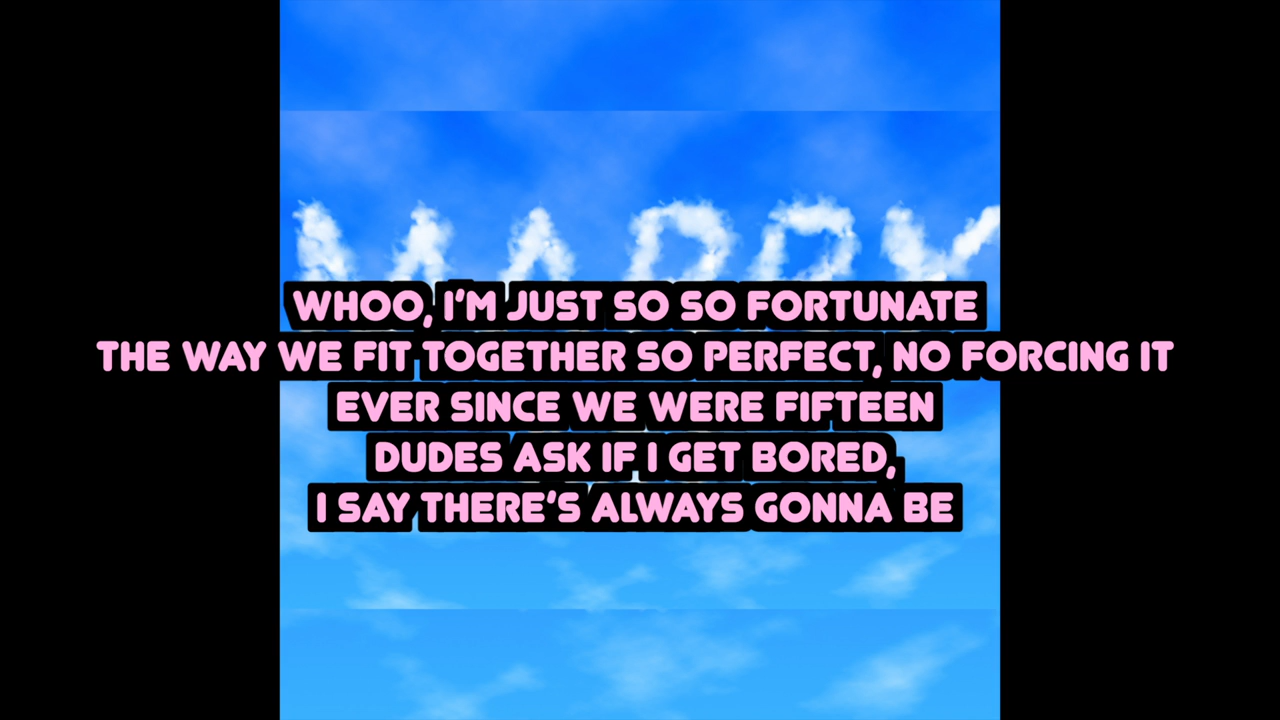 WHOO, I'M JUST SO SO FORTUNATE
THE WAY WE FIT TOGETHER SO PERFECT, NO FORCING IT
EVER SINCE WE WERE FIFTEEN
DUDES ASK IF I GET BORED,
I SAY THERE'S ALWAYS GONNA BE